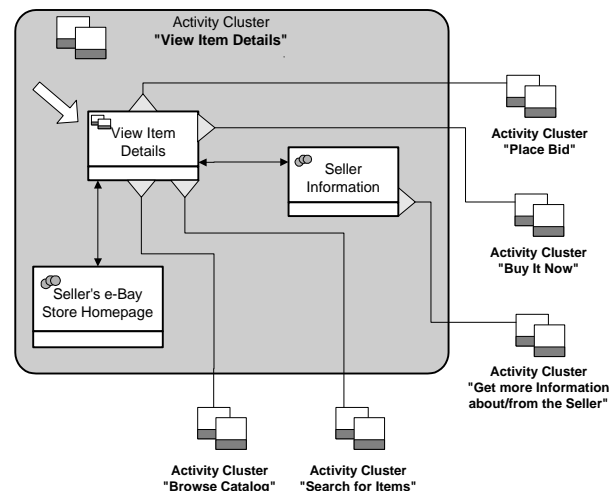 Activity Cluster
"View Item Details"
View Item
Details
Seller
Information
Seller's e-Bay
Store Homepage
Activity Cluster
"Place Bid"
Activity Cluster
"Buy It Now"
Activity Cluster
"Get more Information
about/from the Seller"
Activity Cluster
"Browse Catalog"
Activity Cluster
"Search for Items"